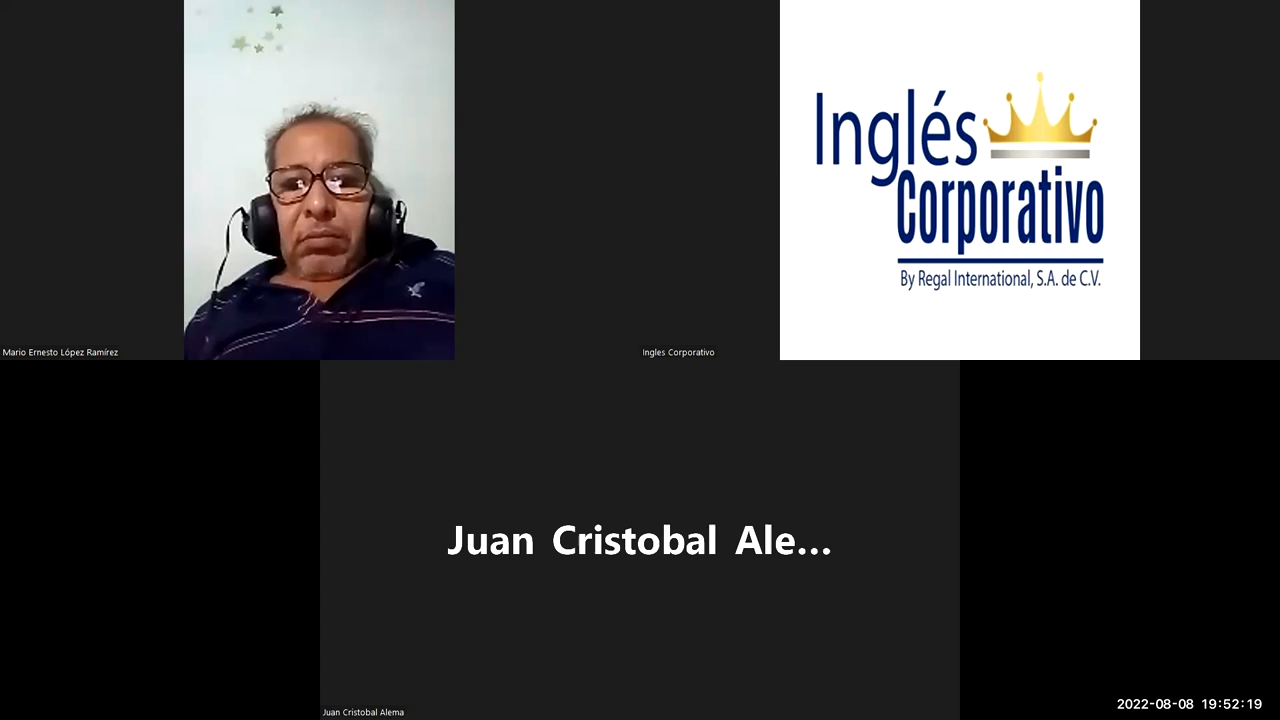 Inglés
Corporativo
By Regal International, S.A. de C.V.
Mario Ernesto López Ramírez
Ingles Corporativo
Juan Cristobal Ale...
Juan Cristobal Alema
2022-08-08 19:52:19